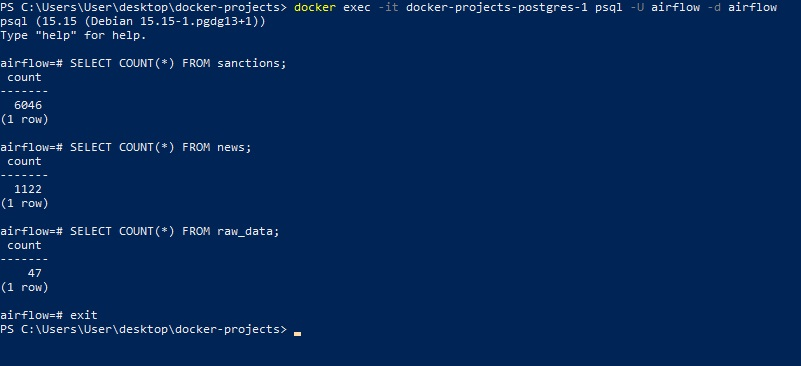 PS C:\Users\User\desktop\docker-projects> docker exec -it docker-projects-postgres-1 psql -U airflow -d airflow
psql (15.15 (Debian 15.15-1.pgdg13+1))
Type "help" for help.
airflow=# SELECT COUNT(*) FROM sanctions;
count
-------
6046
(1 row)
airflow=# SELECT COUNT(*) FROM news;
count
-------
1122
(1 row)
airflow=# SELECT COUNT(*) FROM raw_data;
count
-------
47
(1 row)
airflow=# exit
PS C:\Users\User\desktop\docker-projects>